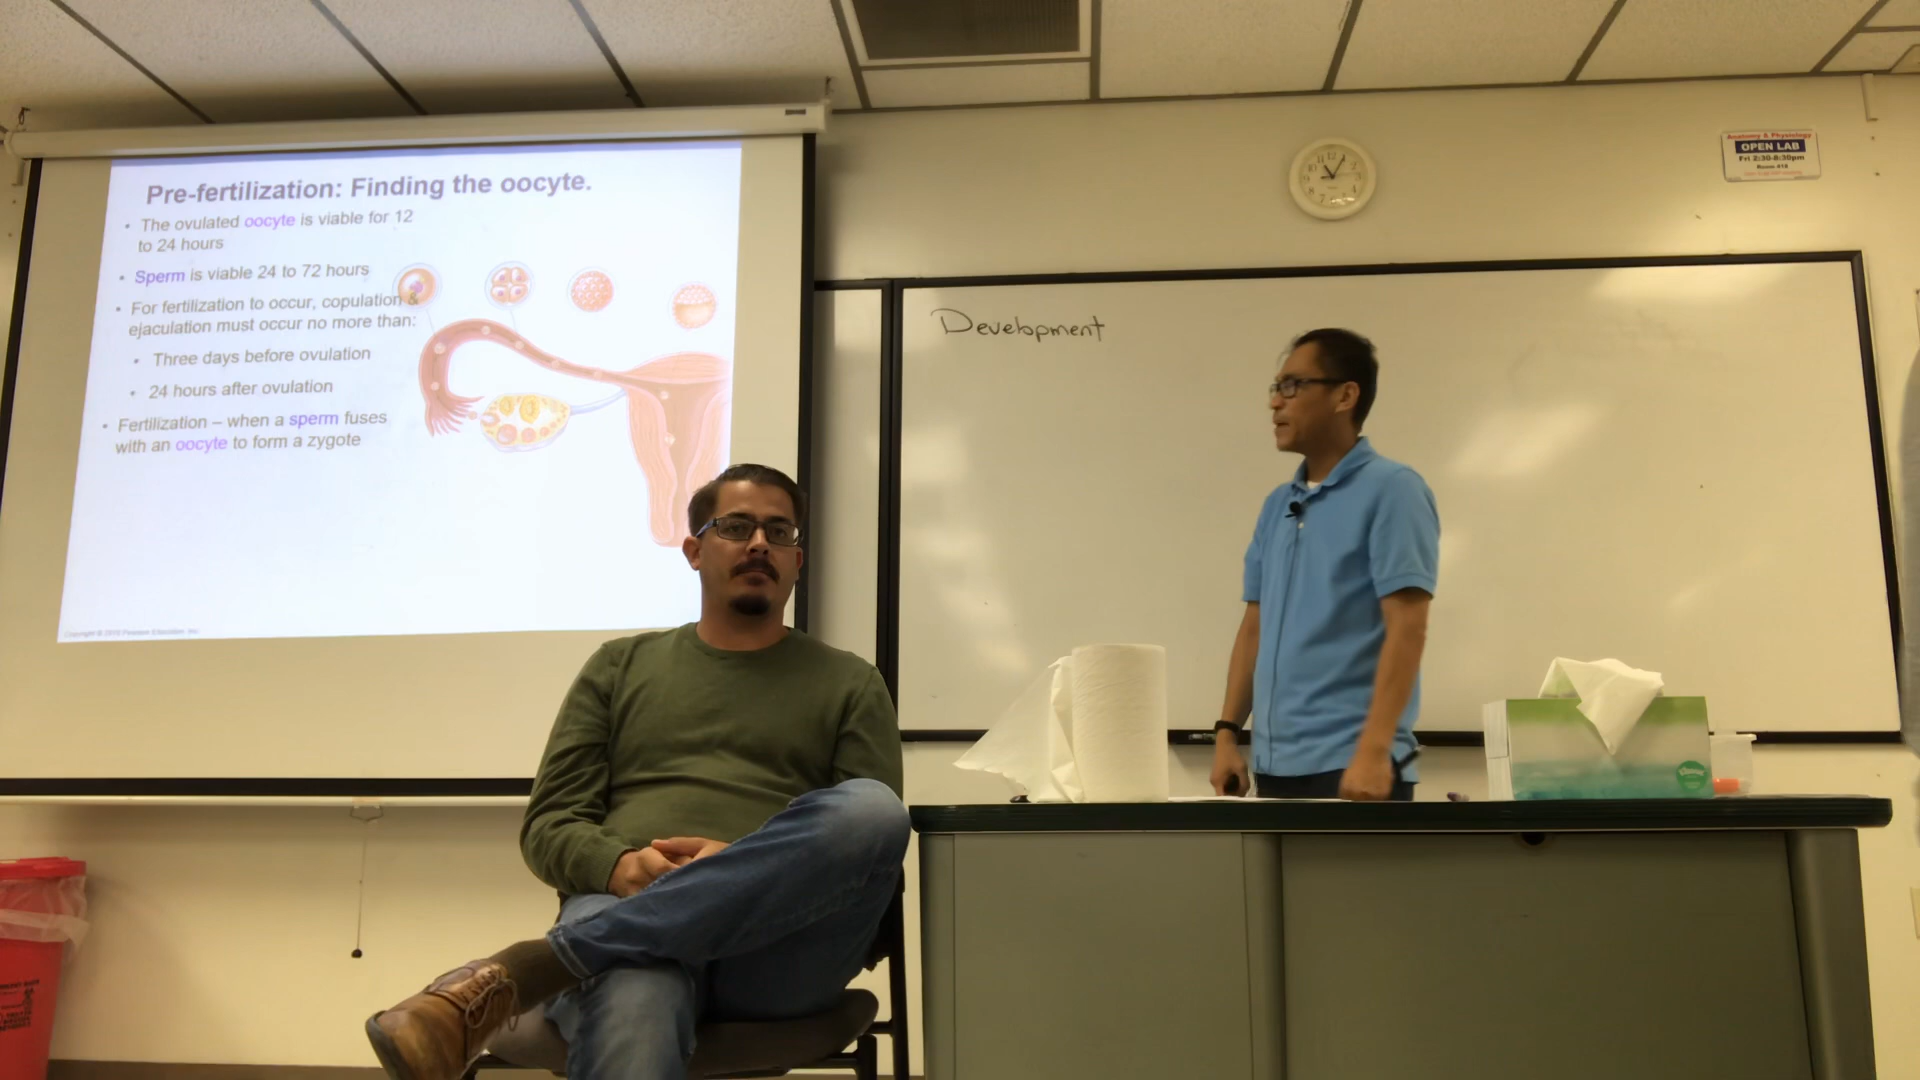 Pre-fertilization: Finding the oocyte.
• The ovulated oocyte is viable for 12
to 24 hours
• Sperm is viable 24 to 72 hours
• For fertilization to occur, copulation &
ejaculation must occur no more than:
• Three days before ovulation
• 24 hours after ovulation
• Fertilization – when a sperm fuses
with an oocyte to form a zygote
Development
Anatomy & Physiology
OPEN LAB
Fri 2:30-8:30pm
Kleenex